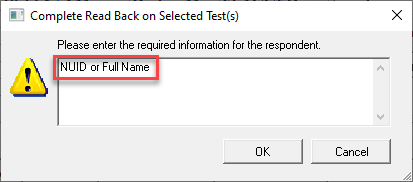 Complete Read Back on Selected Test(s)
Please enter the required information for the respondent.
NUID or Full Name
OK
Cancel